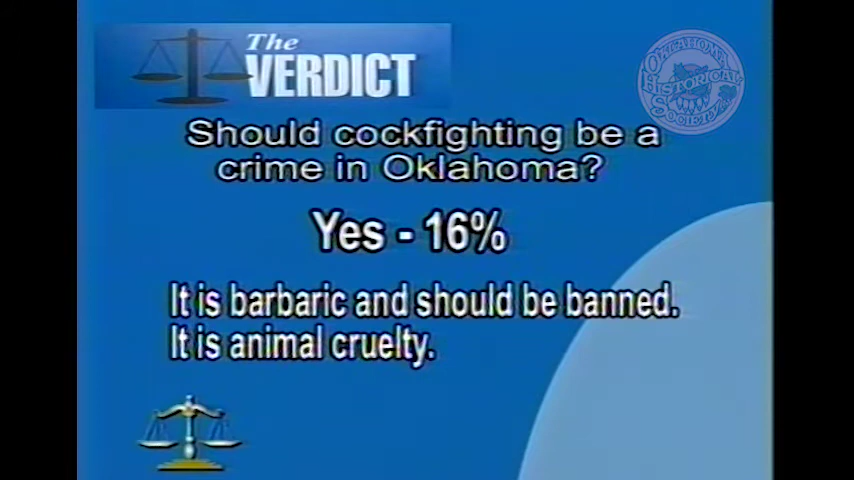 The
VERDICT
OKLAHOMA
HISTORICAL
SOCIETY
Should cockfighting be a
crime in Oklahoma?
Yes - 16%
It is barbaric and should be banned.
It is animal cruelty.